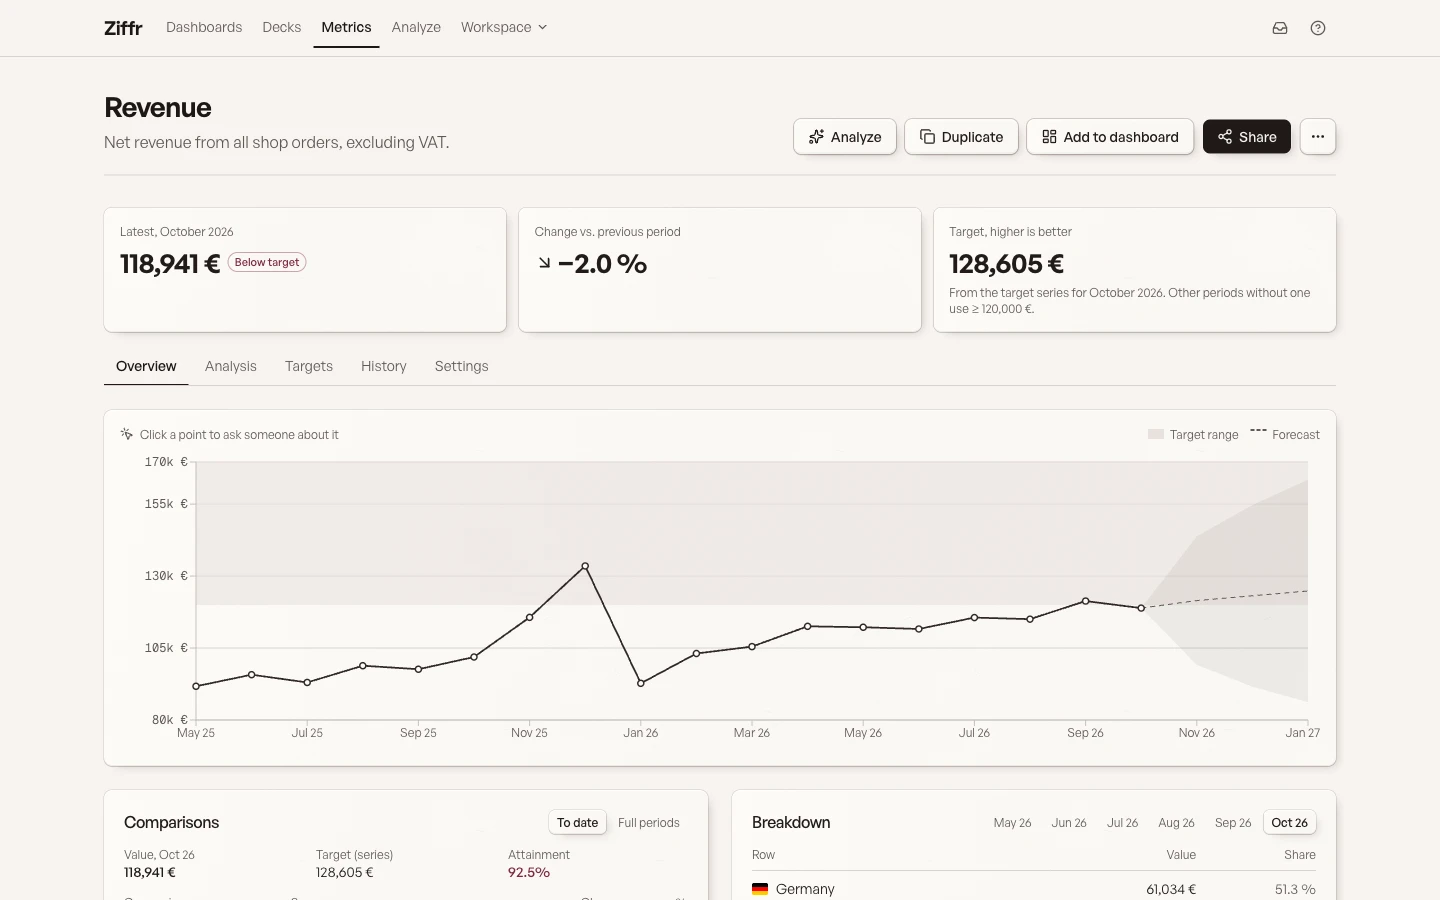 Ziffr Dashboards Decks Metrics Analyze Workspace
Revenue
Net revenue from all shop orders, excluding VAT.
Analyze Duplicate Add to dashboard Share
Latest, October 2026
118,941 € Below target
Change vs. previous period
−2.0 %
Target, higher is better
128,605 €
From the target series for October 2026. Other periods without one
use ≥ 120,000 €.
Overview Analysis Targets History Settings
Click a point to ask someone about it
Target range Forecast
170k €
155k €
130k €
105k €
80k €
May 25 Jul 25 Sep 25 Nov 25 Jan 26 Mar 26 May 26 Jul 26 Sep 26 Nov 26 Jan 27
Comparisons
To date Full periods
Value, Oct 26 Target (series) Attainment
118,941 € 128,605 € 92.5%
Breakdown
May 26 Jun 26 Jul 26 Aug 26 Sep 26 Oct 26
Row Value Share
Germany 61,034 € 51.3 %